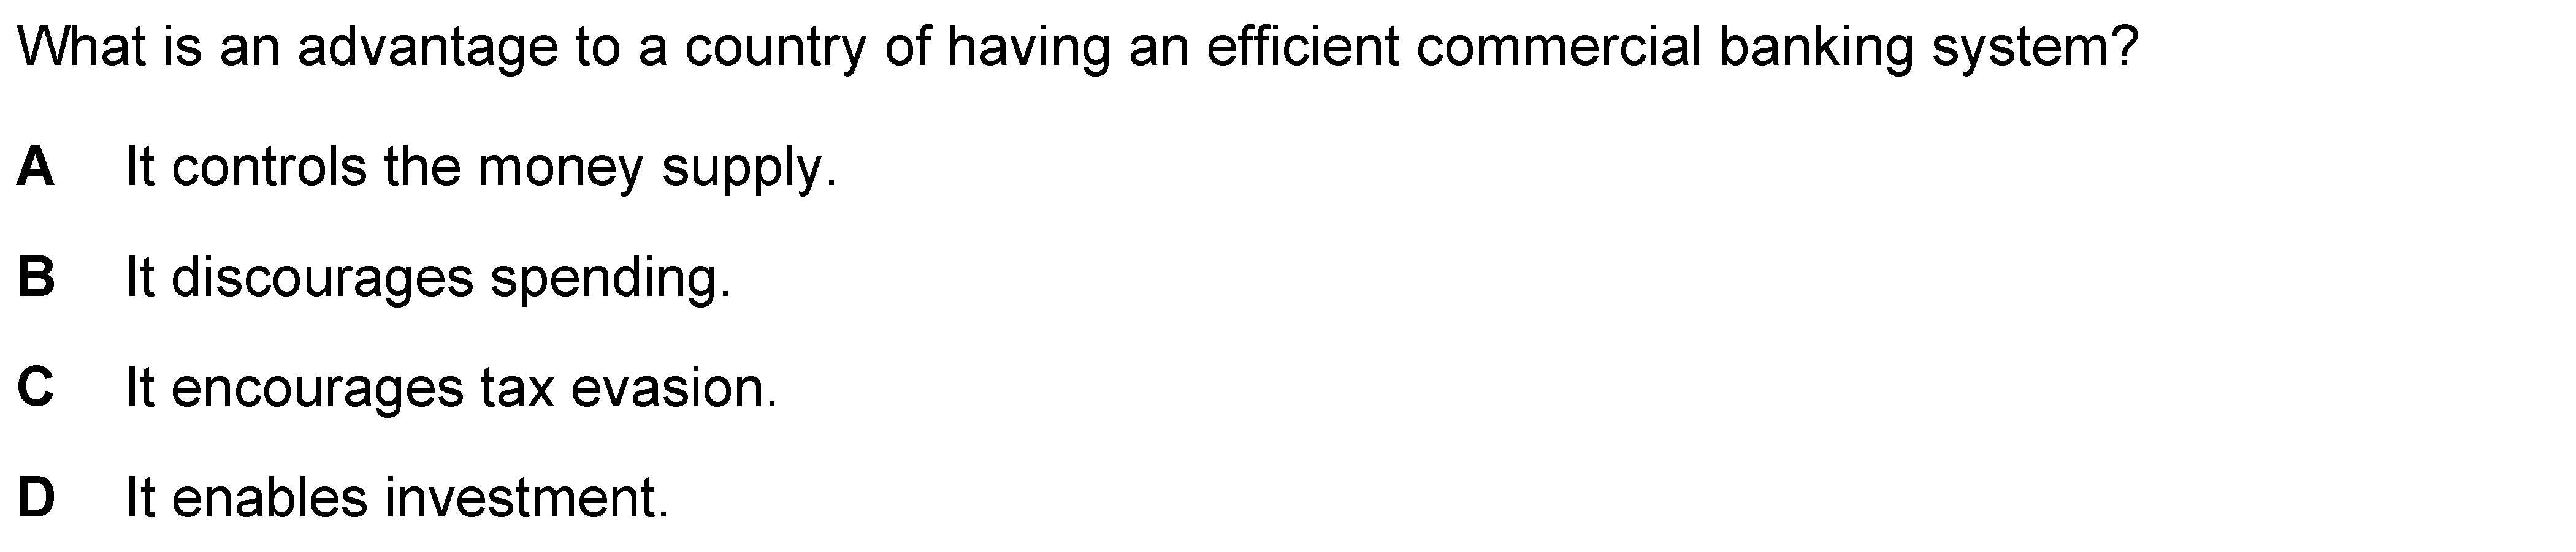 What is an advantage to a country of having an efficient commercial banking system?
A It controls the money supply.
B It discourages spending.
C It encourages tax evasion.
D It enables investment.